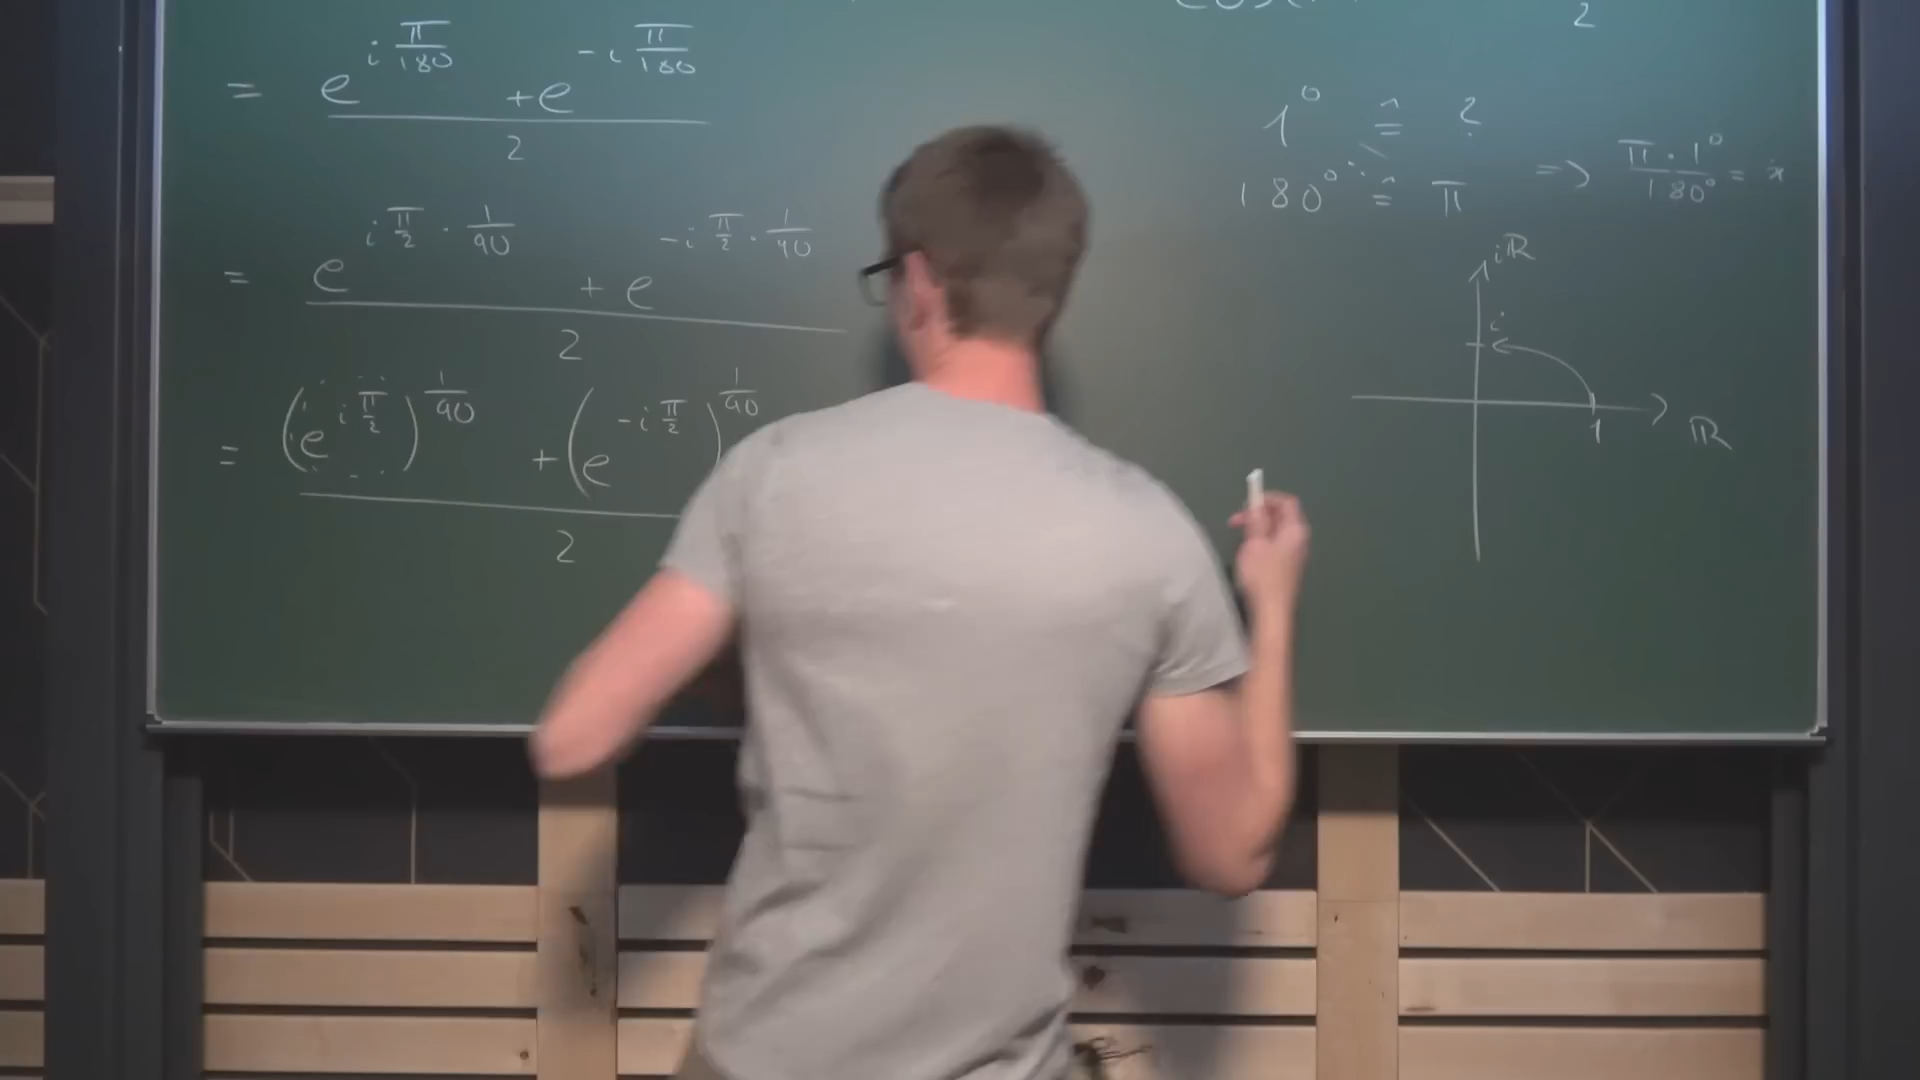 cos(
2
= e^{i π/180} + e^{-i π/180}
2
= e^{i π/2 · 1/90} + e^{-i π/2 · 1/90}
2
= (e^{i π/2})^{1/90} + (e^{-i π/2})^{1/90}
2
1° ≙ ?
180° ≙ π => π · 1° / 180° = x
iℝ
i
1
ℝ